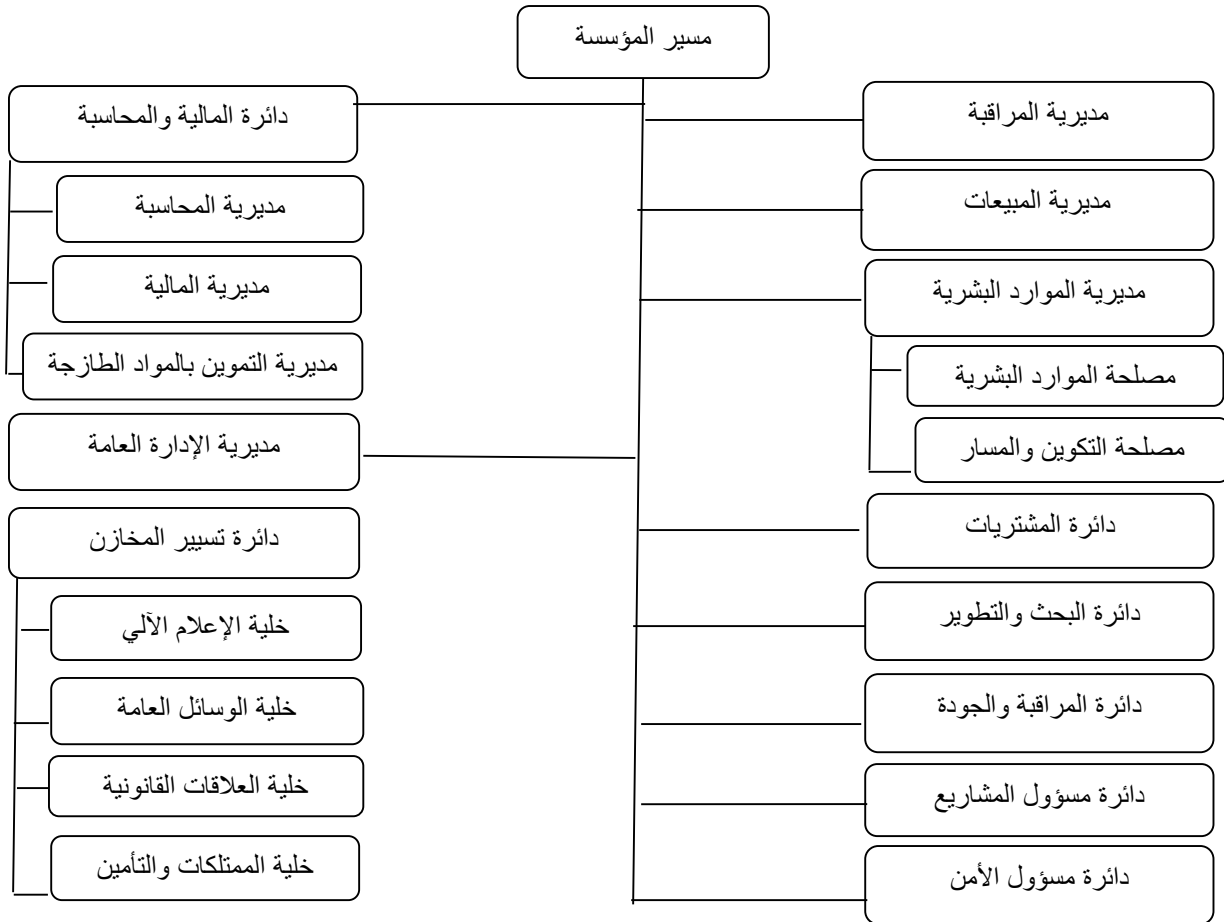 مسير المؤسسة
مديرية المراقبة
مديرية المبيعات
مديرية الموارد البشرية
مصلحة الموارد البشرية
مصلحة التكوين والمسار
دائرة المشتريات
دائرة البحث والتطوير
دائرة المراقبة والجودة
دائرة مسؤول المشاريع
دائرة مسؤول الأمن
دائرة المالية والمحاسبة
مديرية المحاسبة
مديرية المالية
مديرية التموين بالمواد الطازجة
مديرية الإدارة العامة
دائرة تسيير المخازن
خلية الإعلام الآلي
خلية الوسائل العامة
خلية العلاقات القانونية
خلية الممتلكات والتأمين